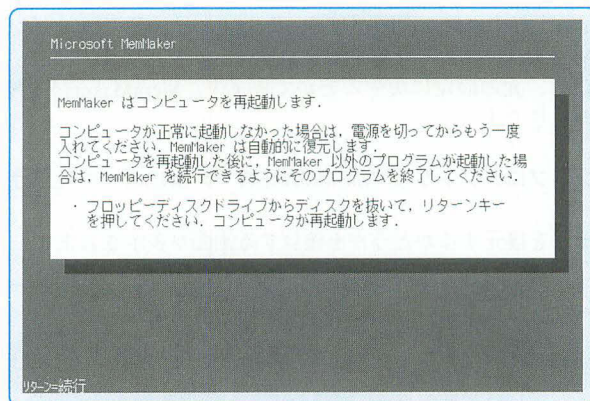 Microsoft MemMaker
MemMaker はコンピュータを再起動します.
コンピュータが正常に起動しなかった場合は, 電源を切ってからもう一度
入れてください. MemMaker は自動的に復元します.
コンピュータを再起動した後に, MemMaker 以外のプログラムが起動した場
合は, MemMaker を続行できるようにそのプログラムを終了してください.
・ フロッピーディスクドライブからディスクを抜いて, リターンキー
を押してください. コンピュータが再起動します.
ﾘﾀｰﾝ=続行